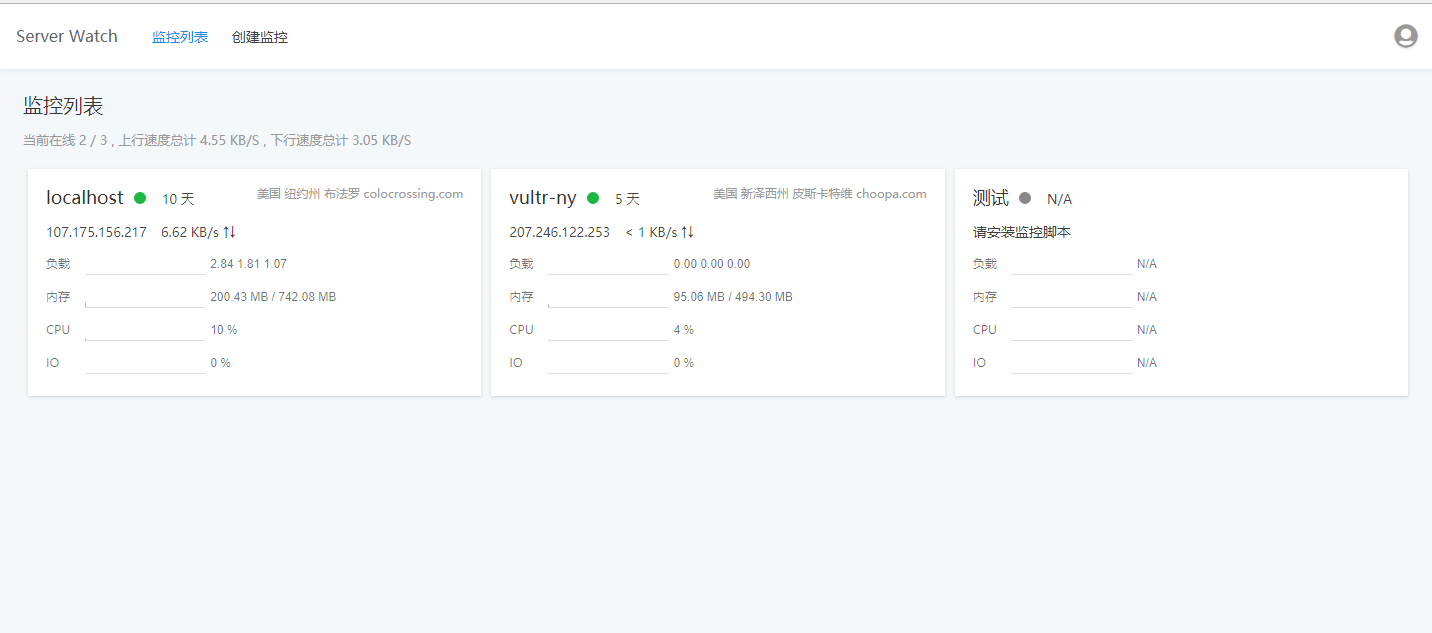 Server Watch 监控列表 创建监控
监控列表
当前在线 2 / 3 , 上行速度总计 4.55 KB/S , 下行速度总计 3.05 KB/S
localhost 10 天 美国 纽约州 布法罗 colocrossing.com
107.175.156.217 6.62 KB/s ↑↓
负载 2.84 1.81 1.07
内存 200.43 MB / 742.08 MB
CPU 10 %
IO 0 %
vultr-ny 5 天 美国 新泽西州 皮斯卡特维 choopa.com
207.246.122.253 < 1 KB/s ↑↓
负载 0.00 0.00 0.00
内存 95.06 MB / 494.30 MB
CPU 4 %
IO 0 %
测试 N/A
请安装监控脚本
负载 N/A
内存 N/A
CPU N/A
IO N/A